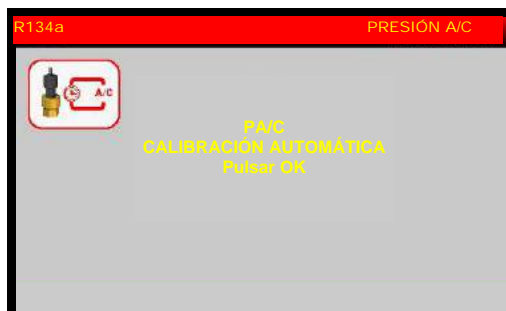 R134a PRESIÓN A/C
A/C
PA/C
CALIBRACIÓN AUTOMÁTICA
Pulsar OK